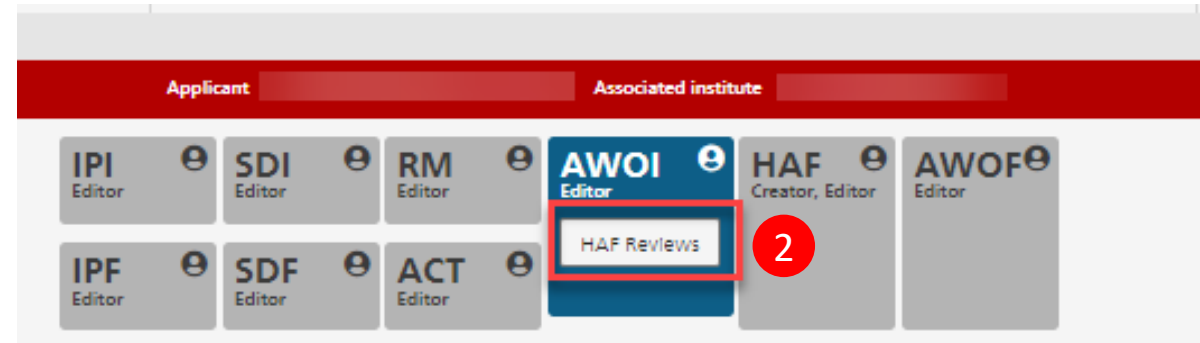 Applicant
Associated institute
IPI
Editor
SDI
Editor
RM
Editor
AWOI
Editor
HAF
Creator, Editor
AWOF
Editor
HAF Reviews
2
IPF
Editor
SDF
Editor
ACT
Editor